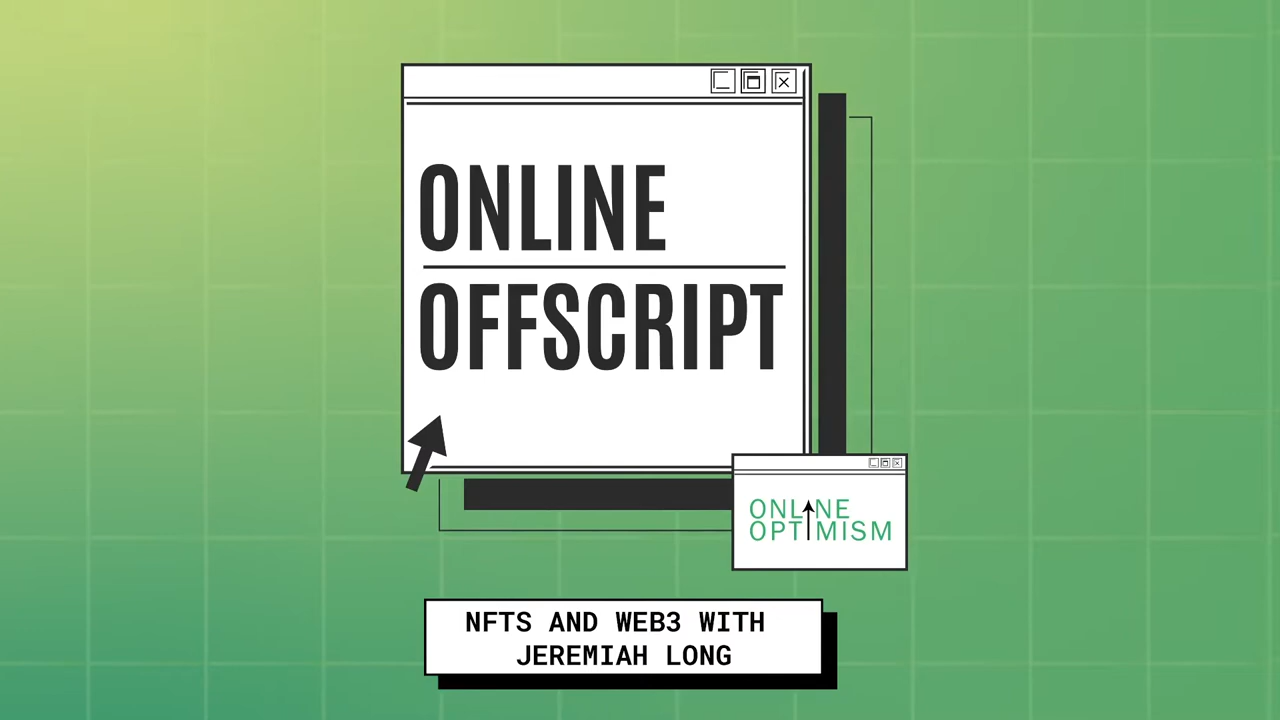 ONLINE
OFFSCRIPT
ONLINE
OPTIMISM
NFTS AND WEB3 WITH
JEREMIAH LONG